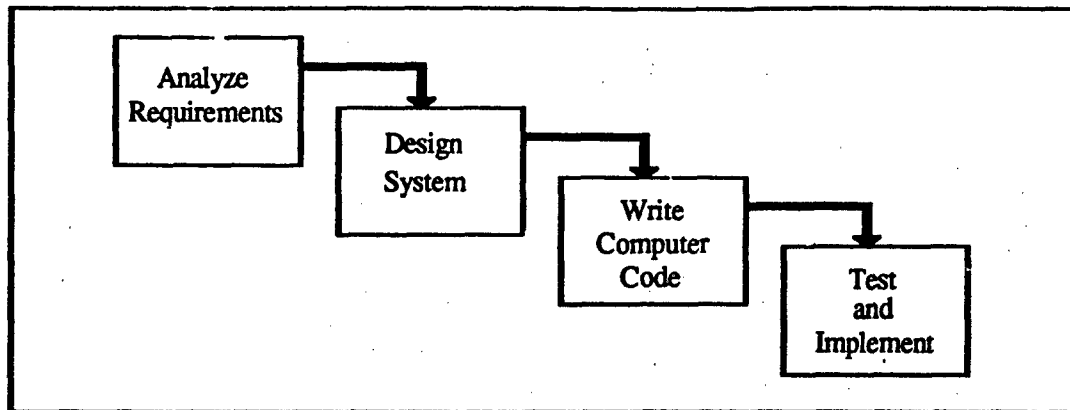 Analyze
Requirements
Design
System
Write
Computer
Code
Test
and
Implement